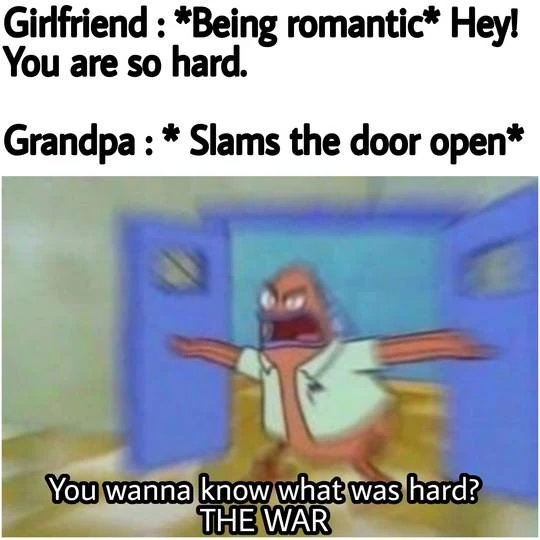 Girlfriend : *Being romantic* Hey!
You are so hard.
Grandpa : * Slams the door open*
You wanna know what was hard?
THE WAR